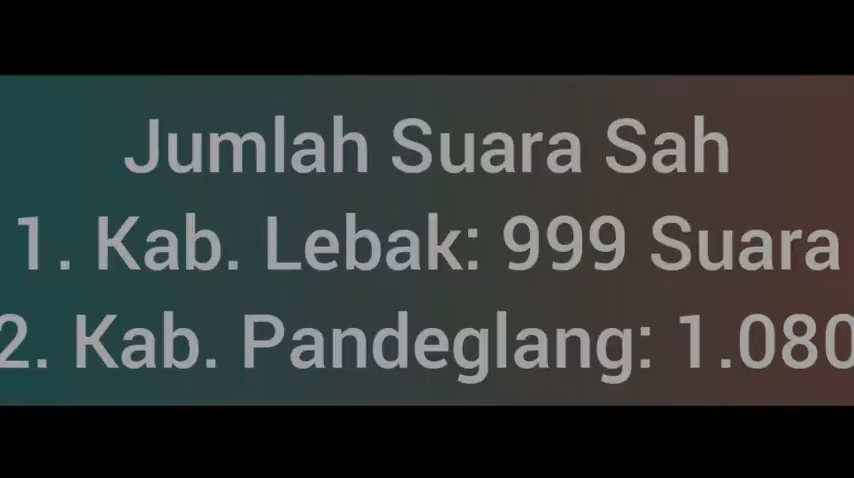 Jumlah Suara Sah
1. Kab. Lebak: 999 Suara
2. Kab. Pandeglang: 1.080